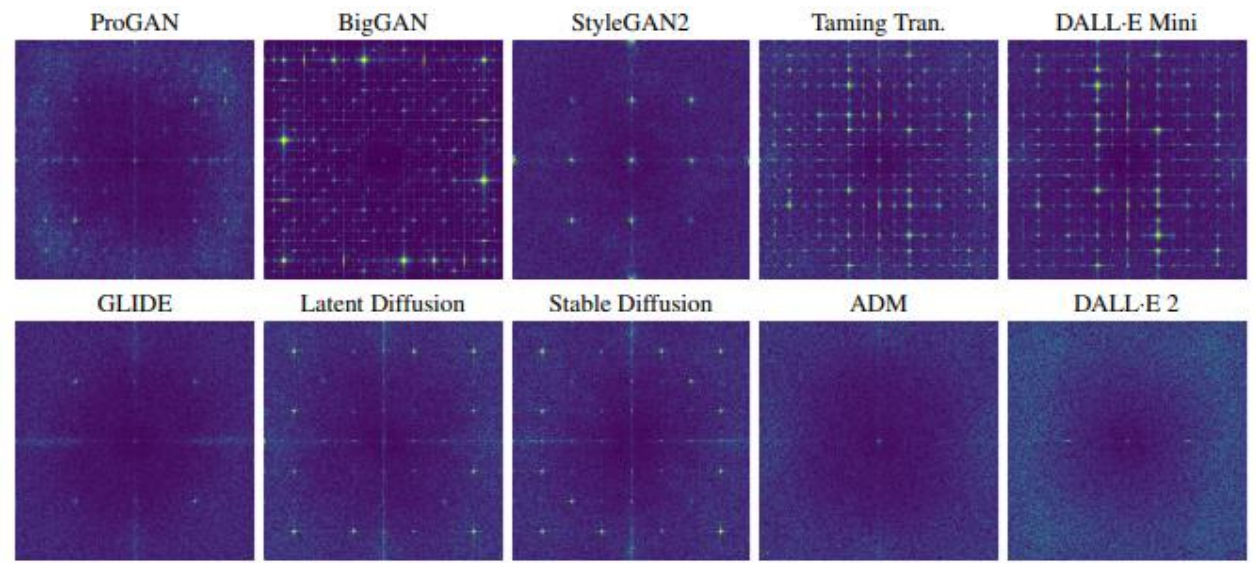 ProGAN BigGAN StyleGAN2 Taming Tran. DALL·E Mini
GLIDE Latent Diffusion Stable Diffusion ADM DALL·E 2